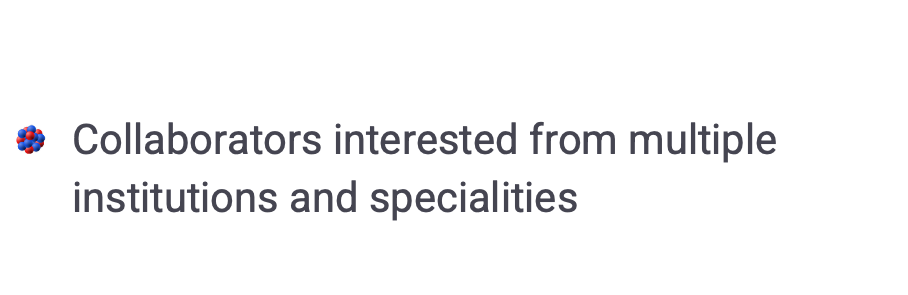 Collaborators interested from multiple
institutions and specialities